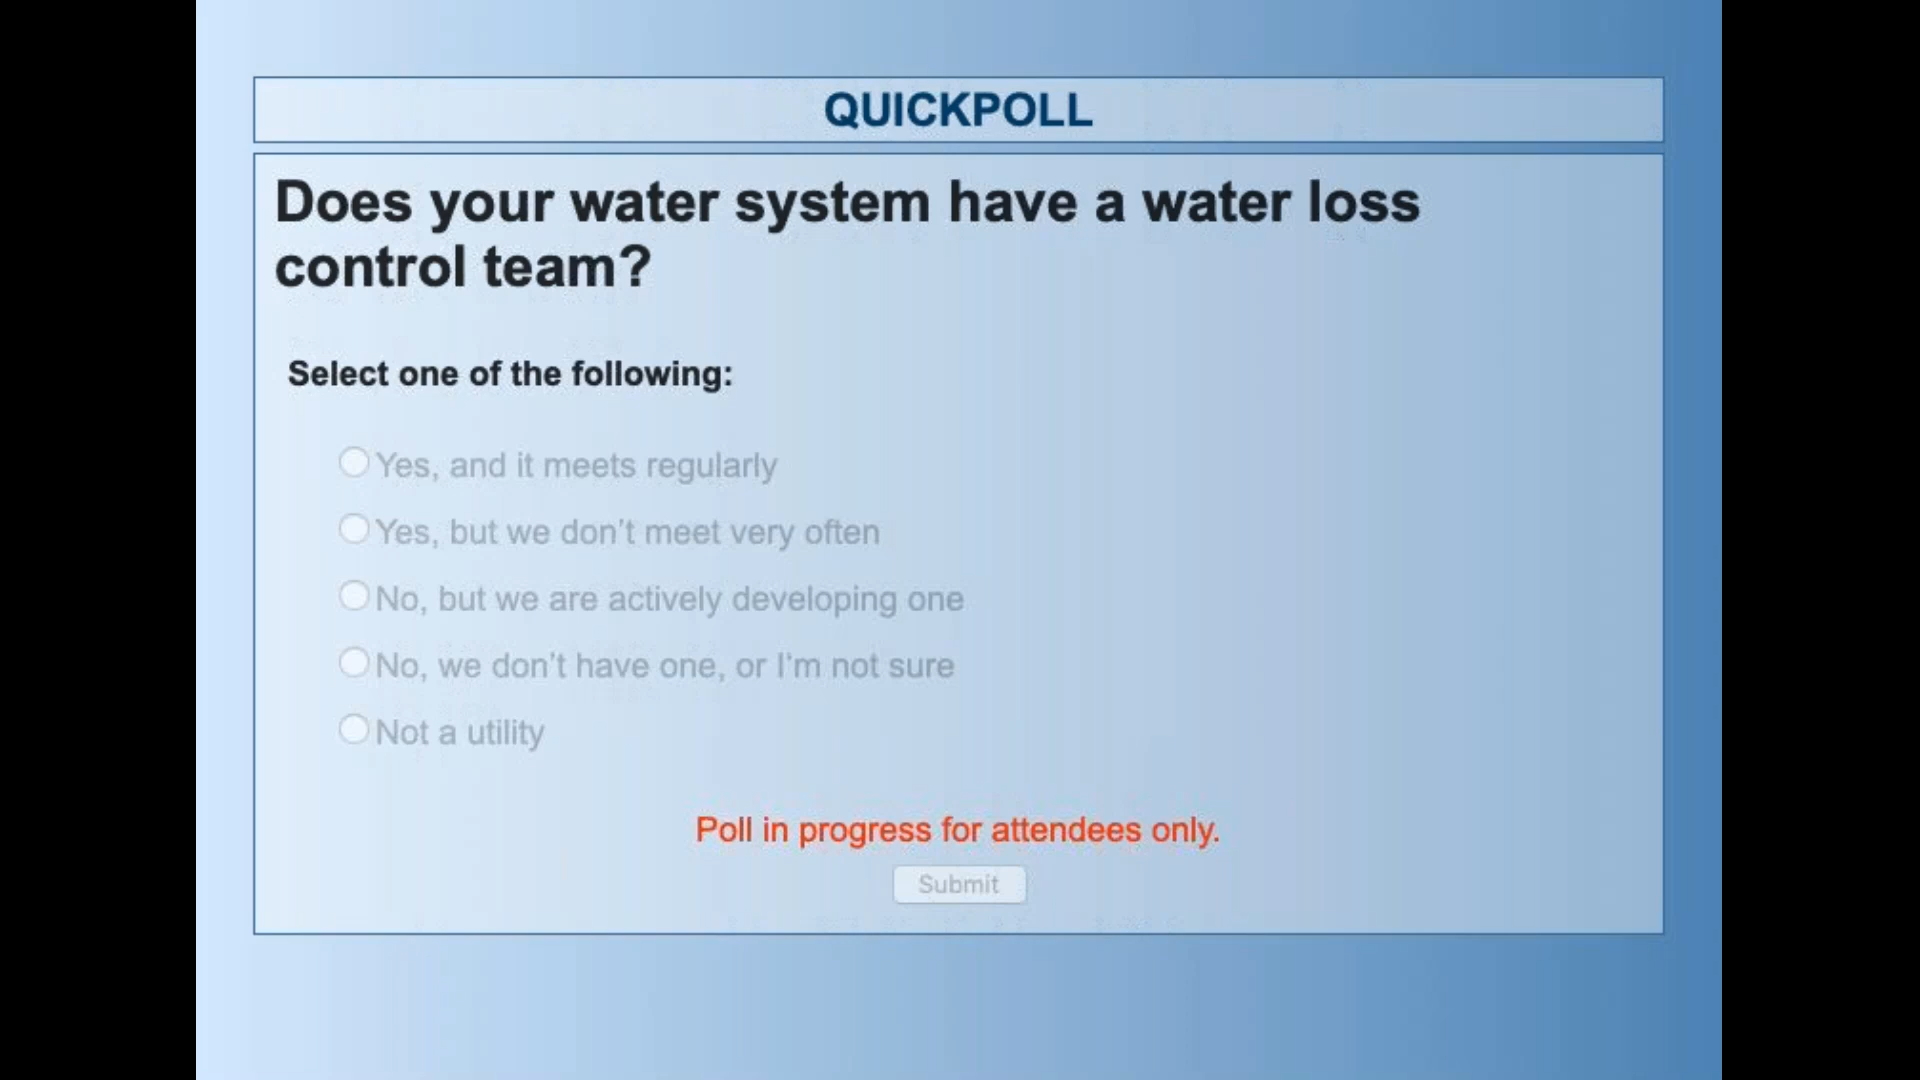 QUICKPOLL
Does your water system have a water loss
control team?
Select one of the following:
Yes, and it meets regularly
Yes, but we don't meet very often
No, but we are actively developing one
No, we don't have one, or I'm not sure
Not a utility
Poll in progress for attendees only.
Submit